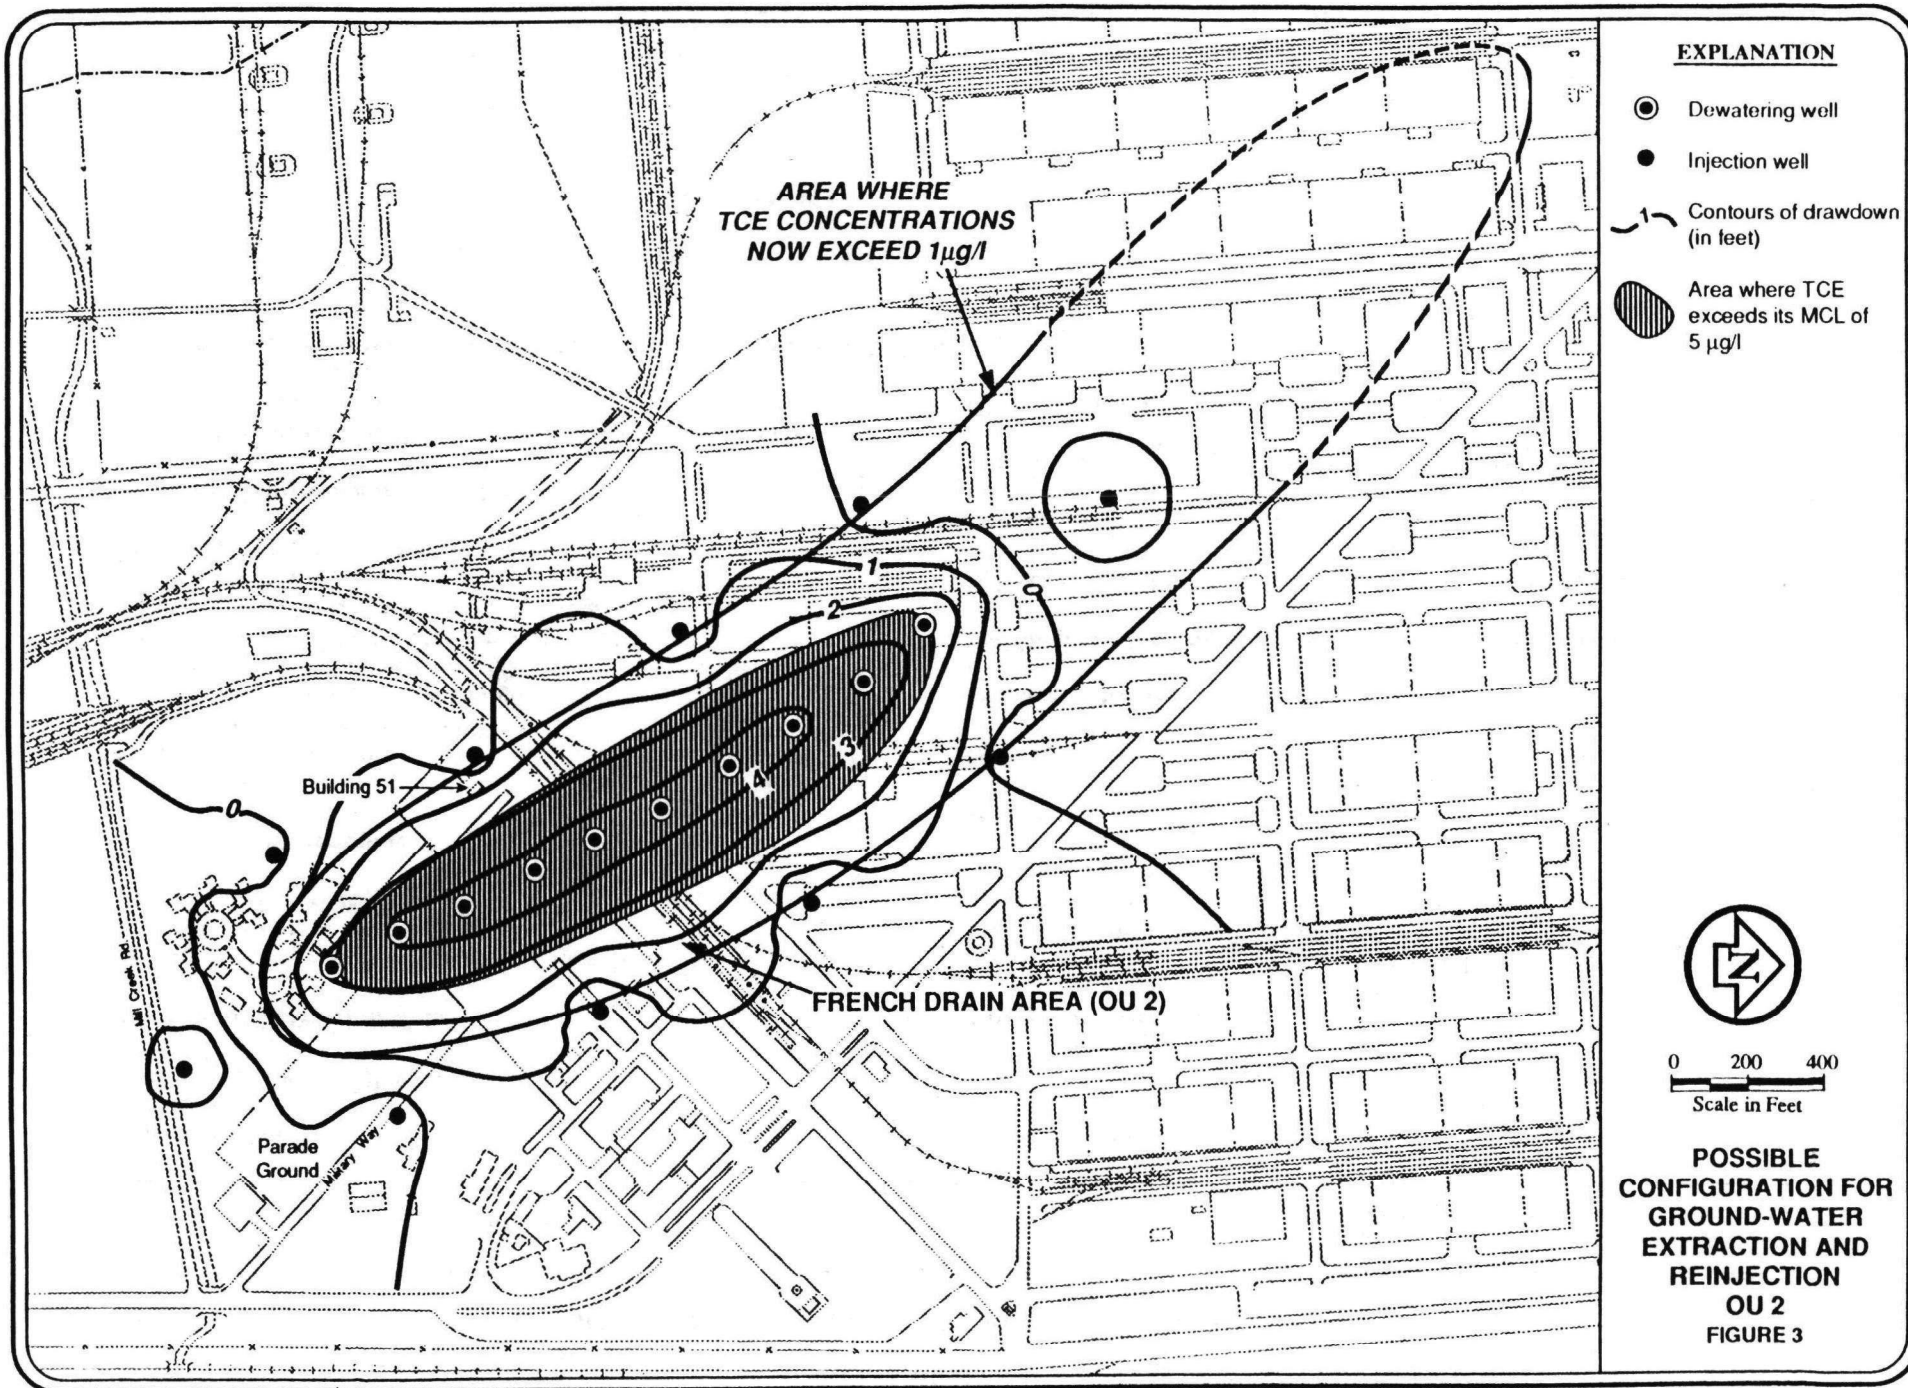 EXPLANATION
Dewatering well
Injection well
1
Contours of drawdown
(in feet)
Area where TCE
exceeds its MCL of
5 µg/l
AREA WHERE
TCE CONCENTRATIONS
NOW EXCEED 1µg/l
0
1
2
3
4
Building 51
0
Mill Creek Rd
FRENCH DRAIN AREA (OU 2)
Parade
Ground
Military Way
N
0 200 400
Scale in Feet
POSSIBLE
CONFIGURATION FOR
GROUND-WATER
EXTRACTION AND
REINJECTION
OU 2
FIGURE 3